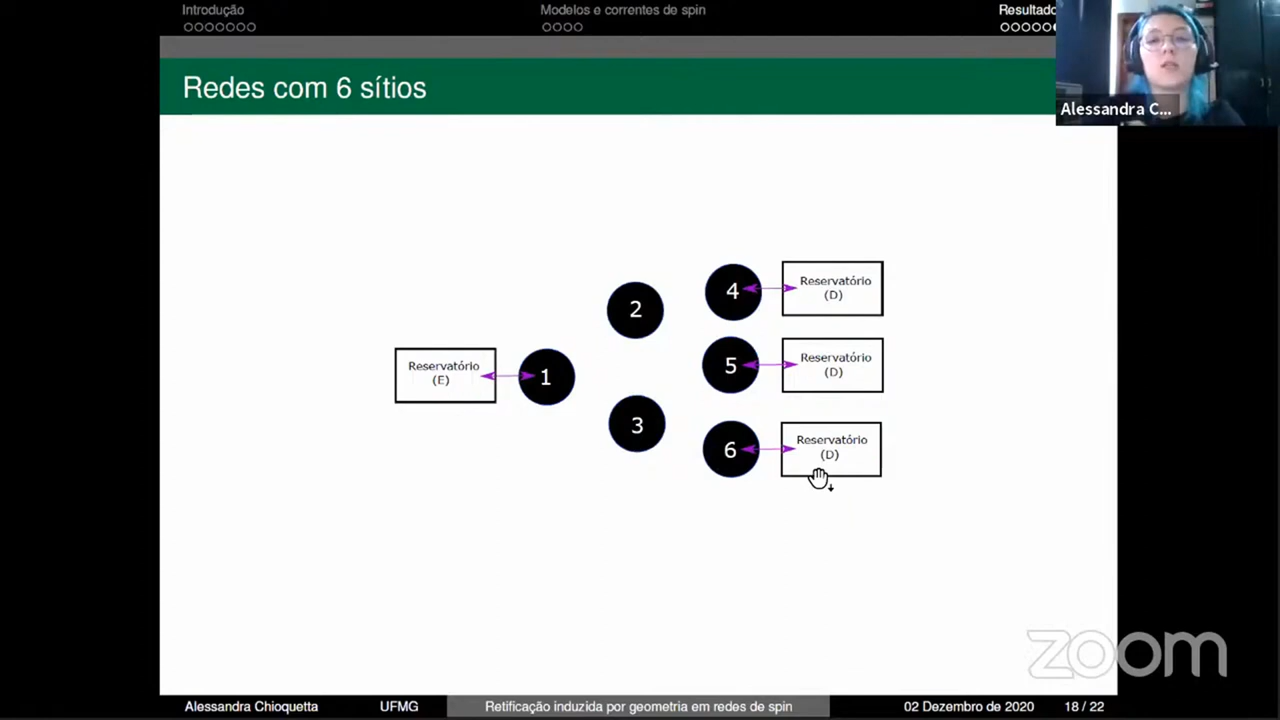 Introdução
Modelos e correntes de spin
Resultado
Redes com 6 sítios
Alessandra C...
4
Reservatório
(D)
2
5
Reservatório
(D)
Reservatório
(E)
1
3
6
Reservatório
(D)
zoom
Alessandra Chioquetta
UFMG
Retificação induzida por geometria em redes de spin
02 Dezembro de 2020
18 / 22